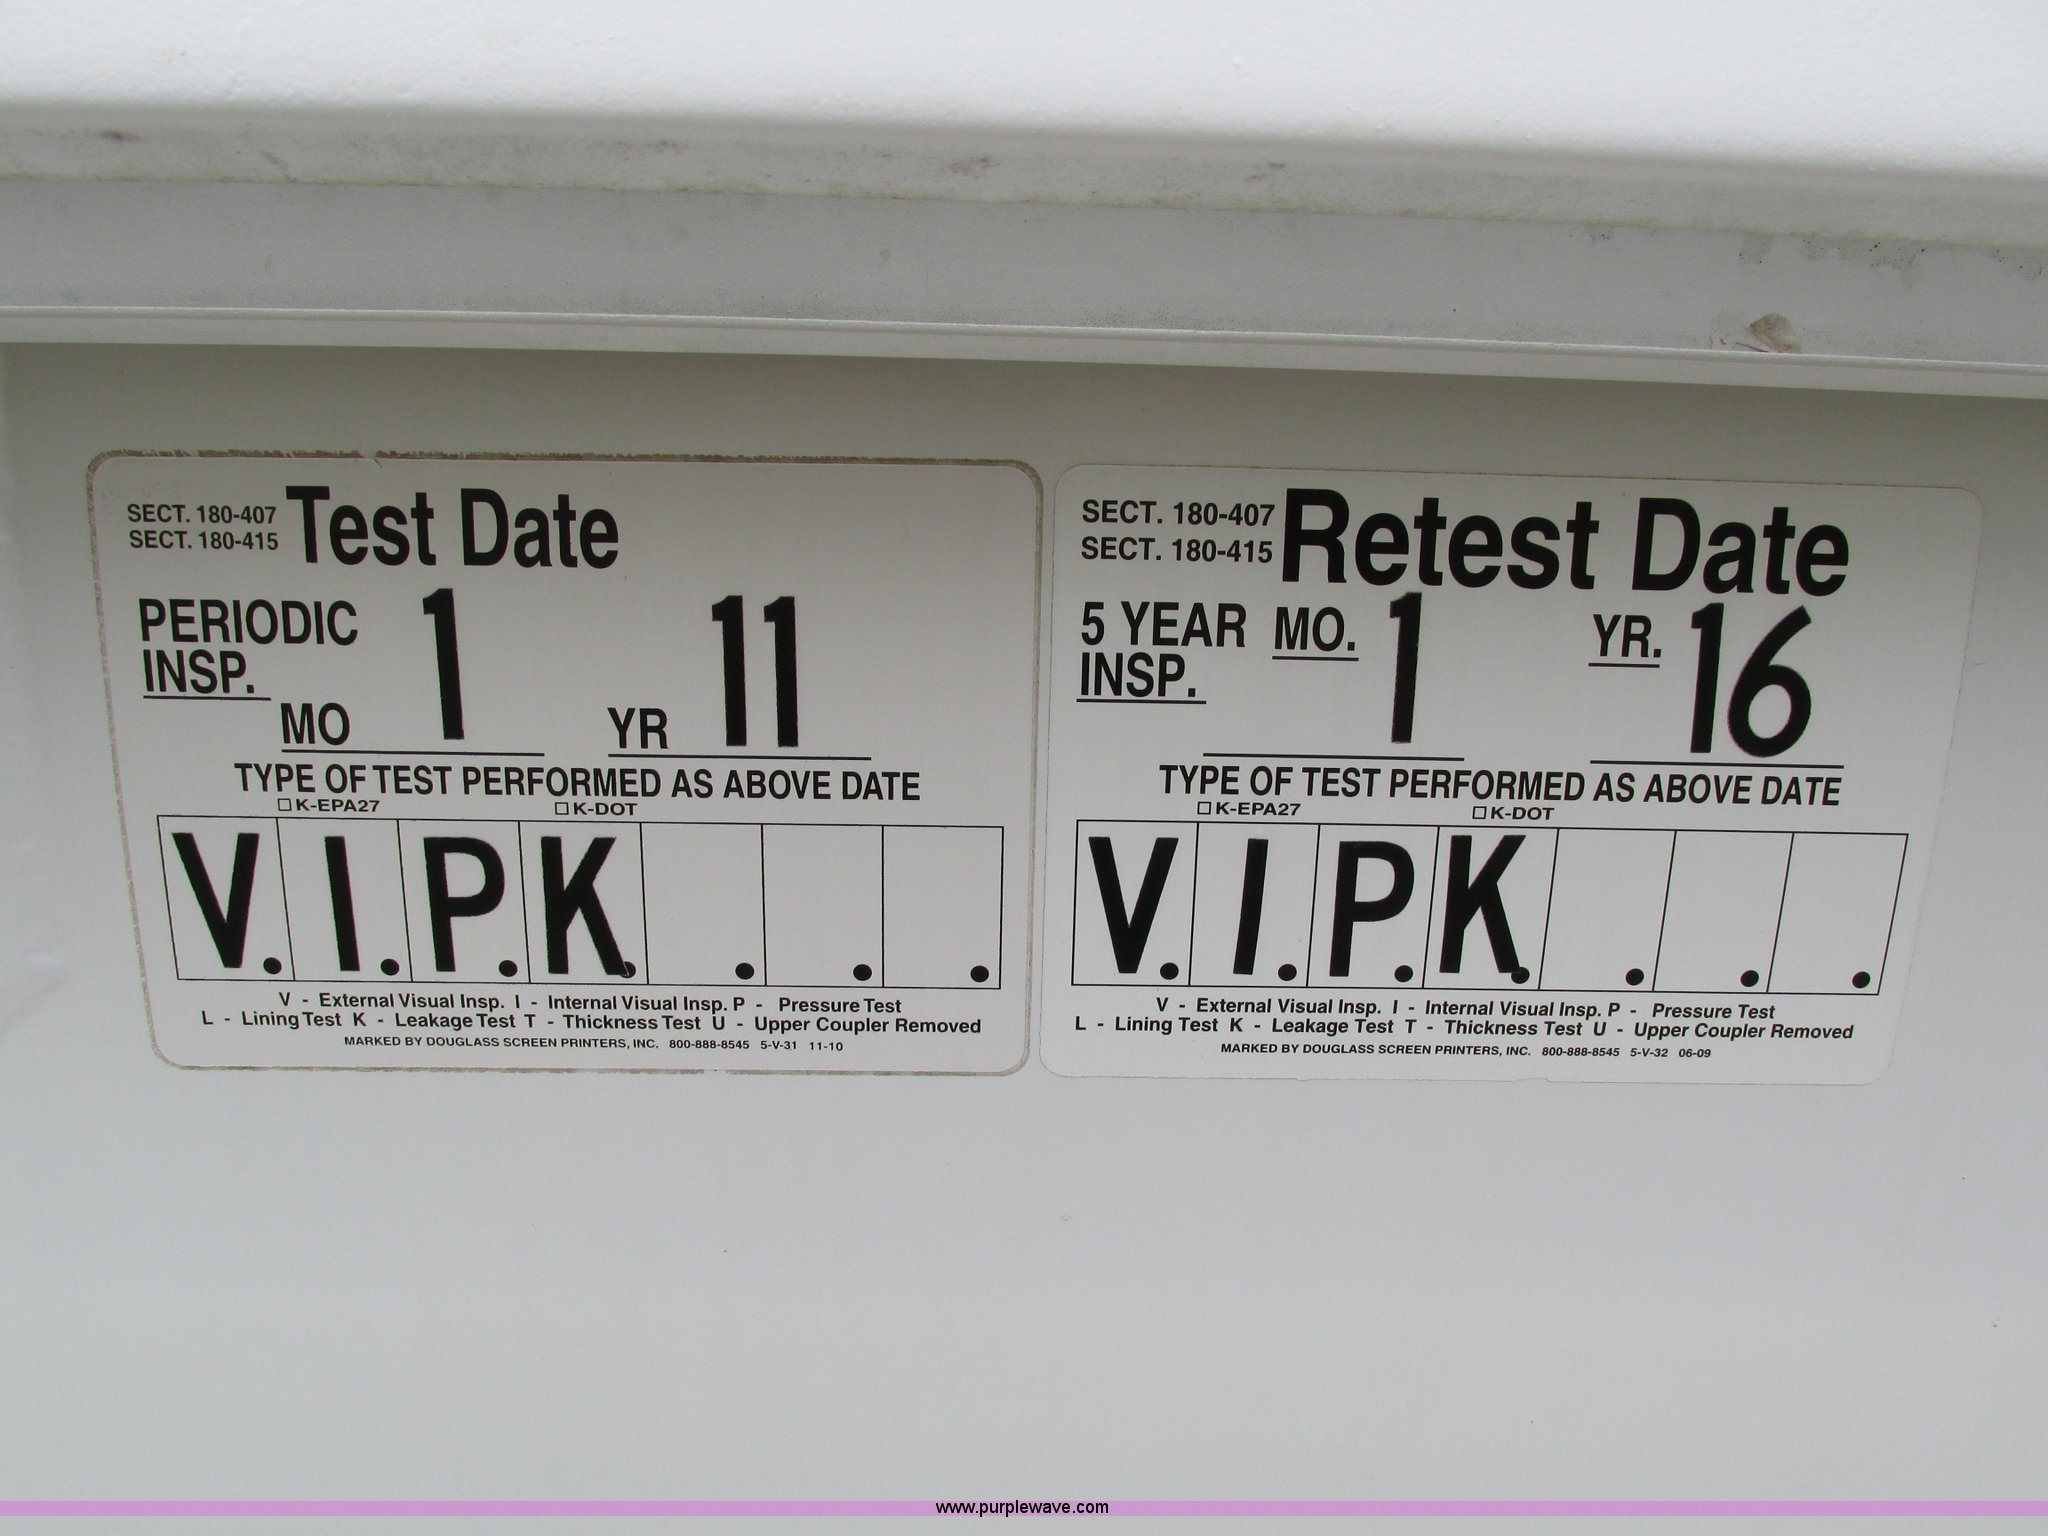 SECT. 180-407
SECT. 180-415
Test Date
PERIODIC
INSP.
MO 1 YR 11
TYPE OF TEST PERFORMED AS ABOVE DATE
☐ K-EPA27 ☐ K-DOT
V. I. P. K. . . .
V - External Visual Insp. I - Internal Visual Insp. P - Pressure Test
L - Lining Test K - Leakage Test T - Thickness Test U - Upper Coupler Removed
MARKED BY DOUGLASS SCREEN PRINTERS, INC. 800-888-8545 5-V-31 11-10
SECT. 180-407
SECT. 180-415
Retest Date
5 YEAR
INSP.
MO. 1 YR. 16
TYPE OF TEST PERFORMED AS ABOVE DATE
☐ K-EPA27 ☐ K-DOT
V. I. P. K. . . .
V - External Visual Insp. I - Internal Visual Insp. P - Pressure Test
L - Lining Test K - Leakage Test T - Thickness Test U - Upper Coupler Removed
MARKED BY DOUGLASS SCREEN PRINTERS, INC. 800-888-8545 5-V-32 06-09
www.purplewave.com